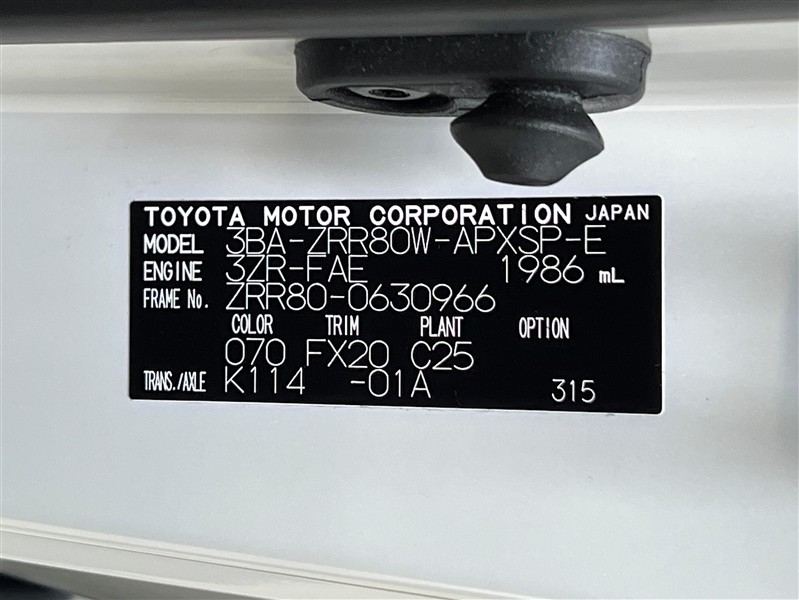 TOYOTA MOTOR CORPORATION JAPAN
MODEL 3BA-ZRR80W-APXSP-E
ENGINE 3ZR-FAE 1986 mL
FRAME No. ZRR80-0630966
COLOR TRIM PLANT OPTION
070 FX20 C25
TRANS./AXLE K114 -01A 315